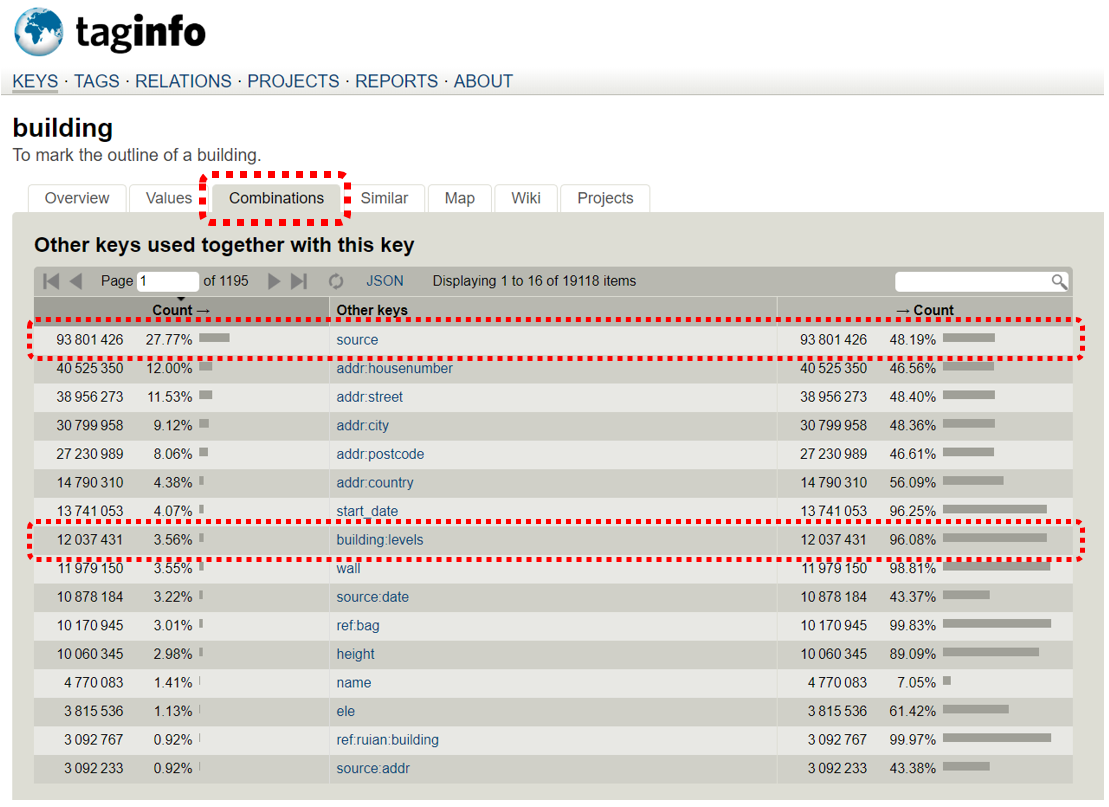 taginfo
KEYS · TAGS · RELATIONS · PROJECTS · REPORTS · ABOUT
building
To mark the outline of a building.
Overview Values Combinations Similar Map Wiki Projects
Other keys used together with this key
Page 1 of 1195 JSON Displaying 1 to 16 of 19118 items
Count → Other keys → Count
93 801 426 27.77% source 93 801 426 48.19%
40 525 350 12.00% addr:housenumber 40 525 350 46.56%
38 956 273 11.53% addr:street 38 956 273 48.40%
30 799 958 9.12% addr:city 30 799 958 48.36%
27 230 989 8.06% addr:postcode 27 230 989 46.61%
14 790 310 4.38% addr:country 14 790 310 56.09%
13 741 053 4.07% start_date 13 741 053 96.25%
12 037 431 3.56% building:levels 12 037 431 96.08%
11 979 150 3.55% wall 11 979 150 98.81%
10 878 184 3.22% source:date 10 878 184 43.37%
10 170 945 3.01% ref:bag 10 170 945 99.83%
10 060 345 2.98% height 10 060 345 89.09%
4 770 083 1.41% name 4 770 083 7.05%
3 815 536 1.13% ele 3 815 536 61.42%
3 092 767 0.92% ref:ruian:building 3 092 767 99.97%
3 092 233 0.92% source:addr 3 092 233 43.38%